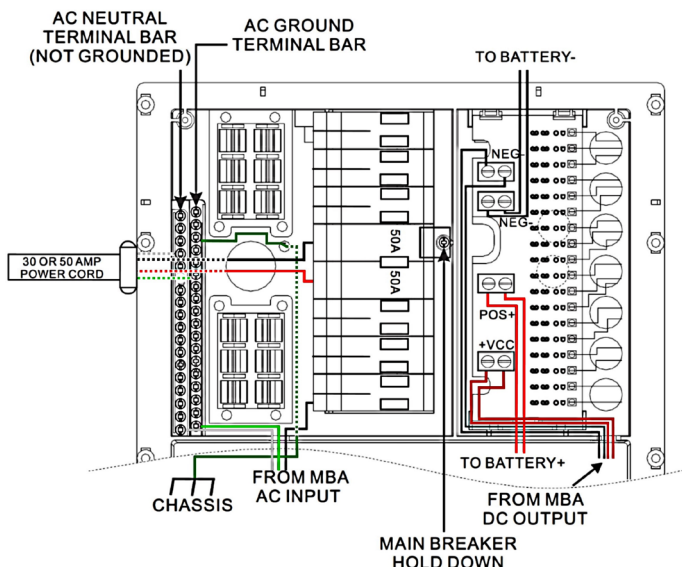 AC NEUTRAL
TERMINAL BAR
(NOT GROUNDED)
AC GROUND
TERMINAL BAR
TO BATTERY-
NEG-
NEG-
30 OR 50 AMP
POWER CORD
50A
50A
POS+
+VCC
TO BATTERY+
FROM MBA
AC INPUT
CHASSIS
FROM MBA
DC OUTPUT
MAIN BREAKER
HOLD DOWN